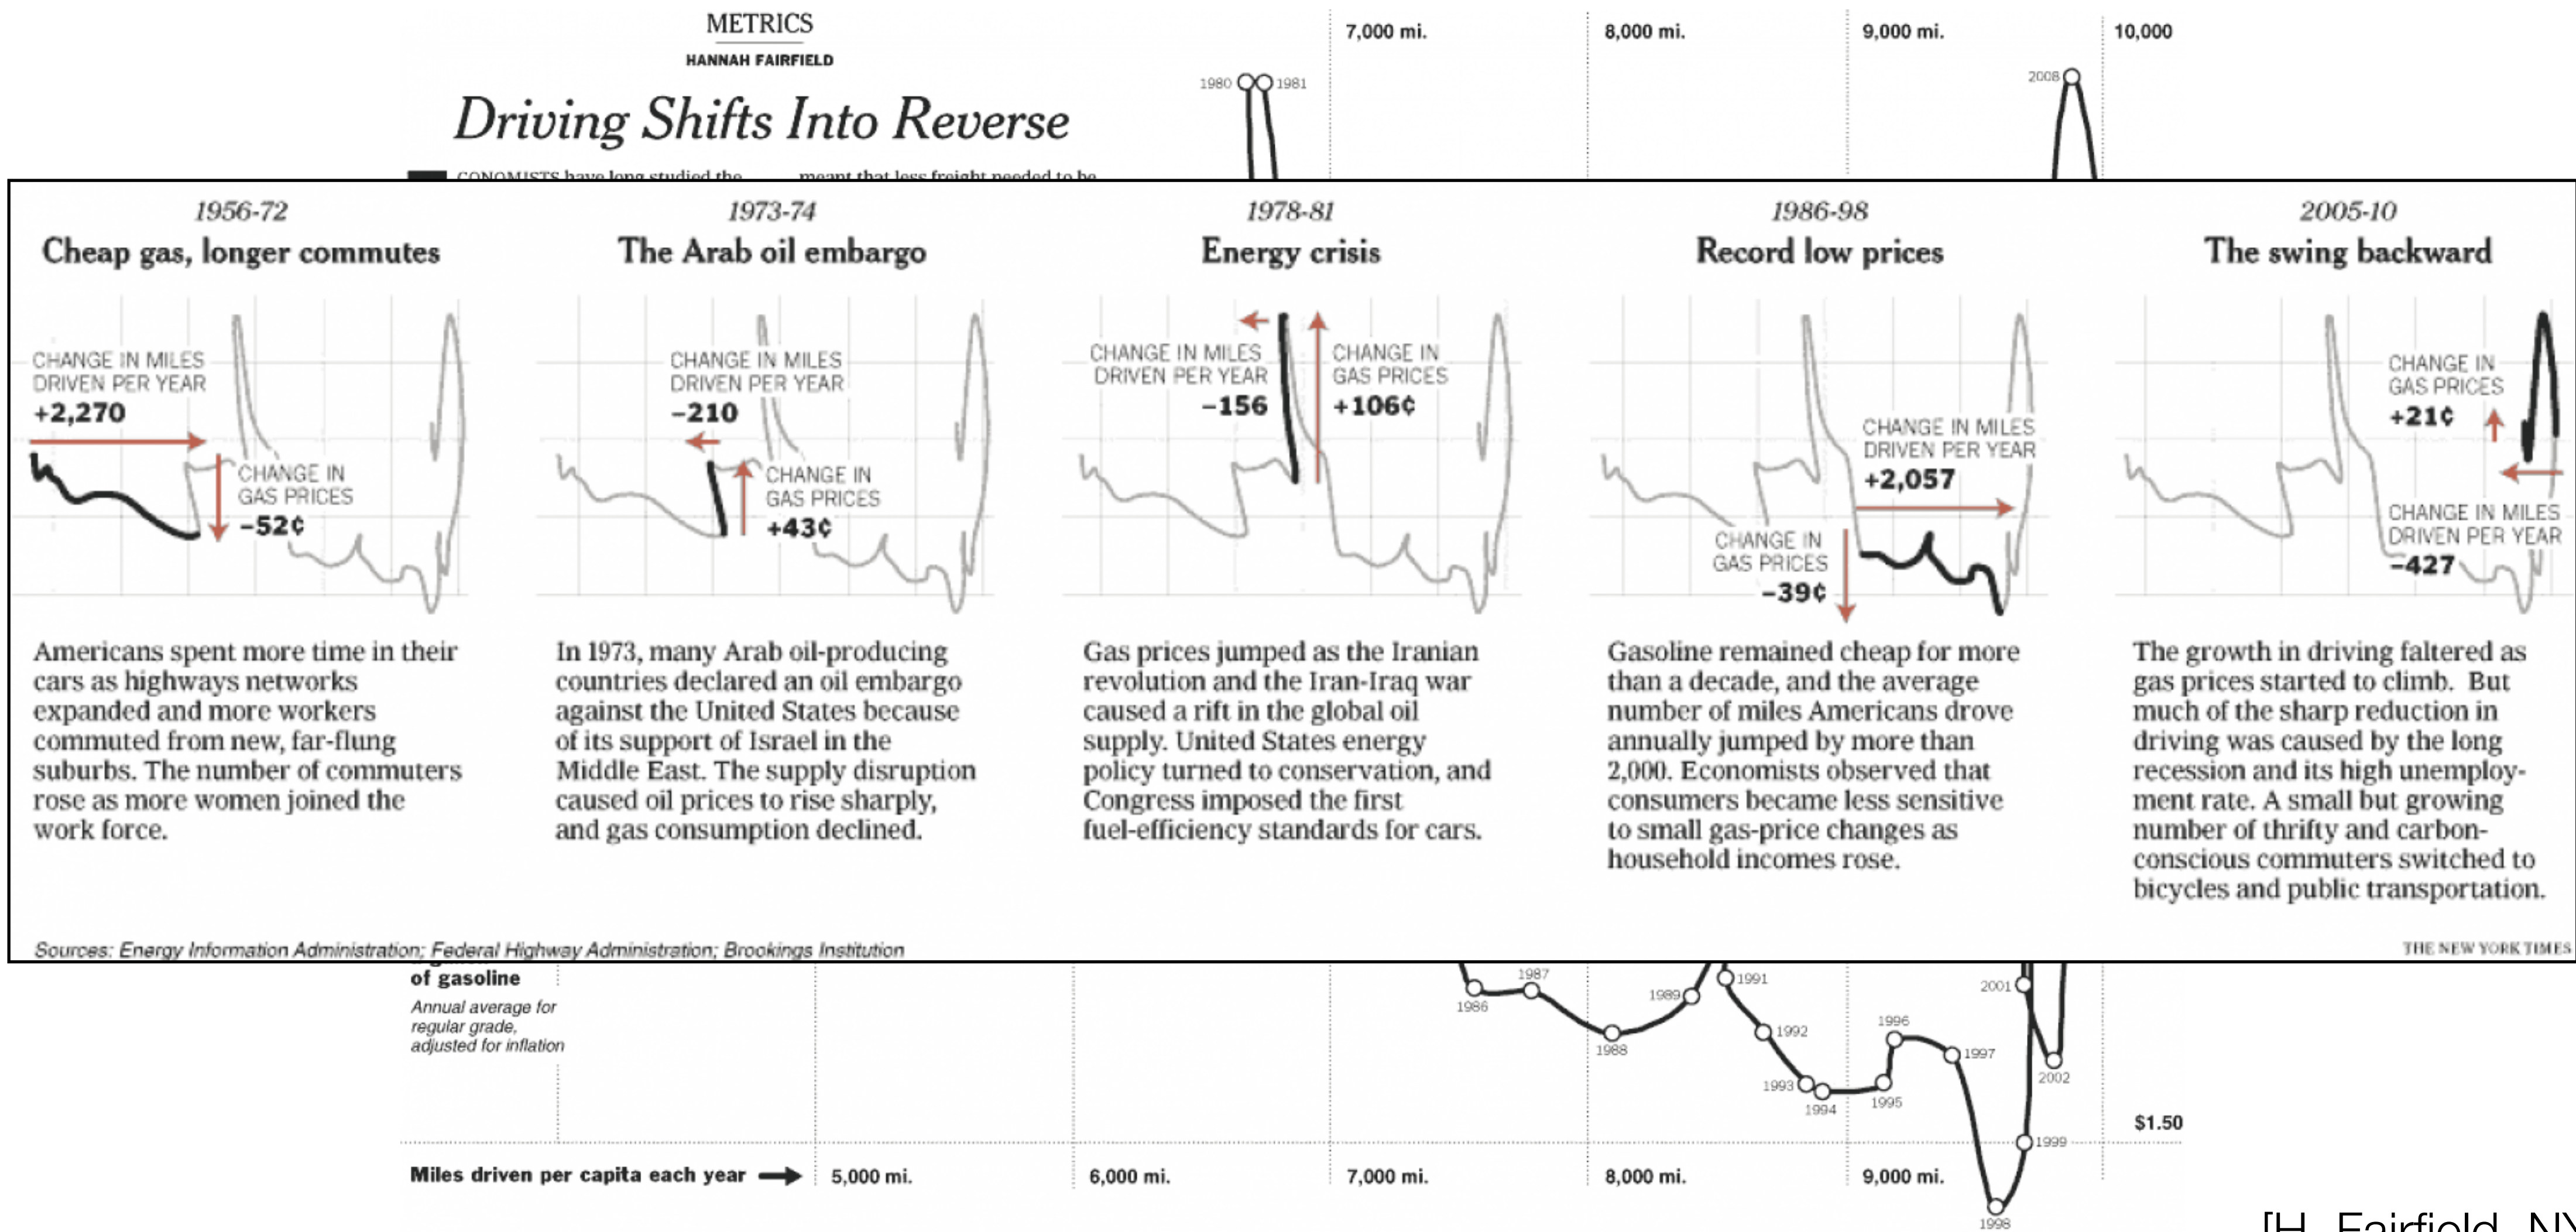 METRICS
HANNAH FAIRFIELD
Driving Shifts Into Reverse
CONOMISTS have long studied the
meant that less freight needed to be
7,000 mi.
8,000 mi.
9,000 mi.
10,000
1980
1981
2008
1956-72
Cheap gas, longer commutes
CHANGE IN MILES
DRIVEN PER YEAR
+2,270
CHANGE IN
GAS PRICES
–52¢
Americans spent more time in their
cars as highways networks
expanded and more workers
commuted from new, far-flung
suburbs. The number of commuters
rose as more women joined the
work force.
1973-74
The Arab oil embargo
CHANGE IN MILES
DRIVEN PER YEAR
–210
CHANGE IN
GAS PRICES
+43¢
In 1973, many Arab oil-producing
countries declared an oil embargo
against the United States because
of its support of Israel in the
Middle East. The supply disruption
caused oil prices to rise sharply,
and gas consumption declined.
1978-81
Energy crisis
CHANGE IN MILES
DRIVEN PER YEAR
–156
CHANGE IN
GAS PRICES
+106¢
Gas prices jumped as the Iranian
revolution and the Iran-Iraq war
caused a rift in the global oil
supply. United States energy
policy turned to conservation, and
Congress imposed the first
fuel-efficiency standards for cars.
1986-98
Record low prices
CHANGE IN MILES
DRIVEN PER YEAR
+2,057
CHANGE IN
GAS PRICES
–39¢
Gasoline remained cheap for more
than a decade, and the average
number of miles Americans drove
annually jumped by more than
2,000. Economists observed that
consumers became less sensitive
to small gas-price changes as
household incomes rose.
2005-10
The swing backward
CHANGE IN
GAS PRICES
+21¢
CHANGE IN MILES
DRIVEN PER YEAR
–427
The growth in driving faltered as
gas prices started to climb. But
much of the sharp reduction in
driving was caused by the long
recession and its high unemploy-
ment rate. A small but growing
number of thrifty and carbon-
conscious commuters switched to
bicycles and public transportation.
Sources: Energy Information Administration; Federal Highway Administration; Brookings Institution
THE NEW YORK TIMES
of gasoline
Annual average for
regular grade,
adjusted for inflation
1986
1987
1988
1989
1991
1992
1993
1994
1995
1996
1997
2001
2002
$1.50
1999
Miles driven per capita each year
5,000 mi.
6,000 mi.
7,000 mi.
8,000 mi.
9,000 mi.
1998
[H. Fairfield, NY